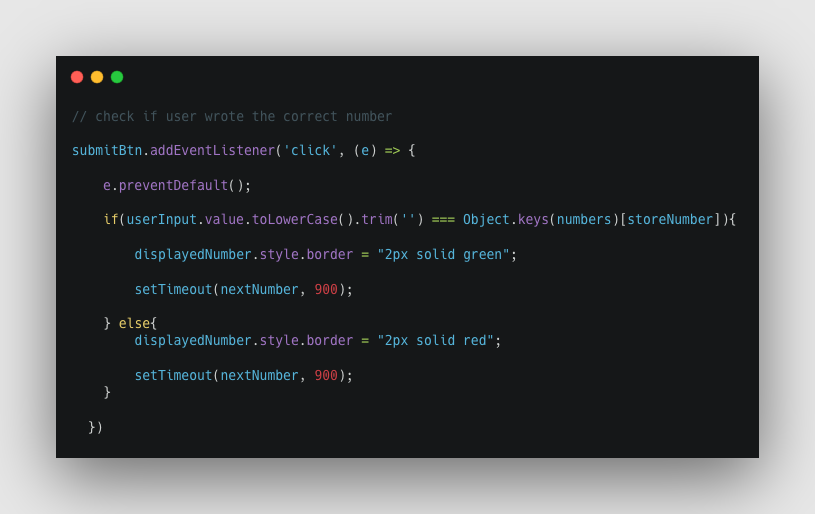 // check if user wrote the correct number
submitBtn.addEventListener('click', (e) => {
e.preventDefault();
if(userInput.value.toLowerCase().trim('') === Object.keys(numbers)[storeNumber]){
displayedNumber.style.border = "2px solid green";
setTimeout(nextNumber, 900);
} else{
displayedNumber.style.border = "2px solid red";
setTimeout(nextNumber, 900);
}
})